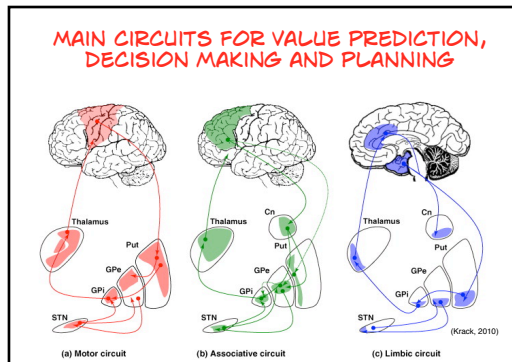 MAIN CIRCUITS FOR VALUE PREDICTION,
DECISION MAKING AND PLANNING
Thalamus
Put
GPe
GPi
STN
(a) Motor circuit
Thalamus
Cn
Put
GPe
GPi
STN
(b) Associative circuit
Thalamus
Cn
Put
GPe
GPi
STN
(c) Limbic circuit
(Krack, 2010)